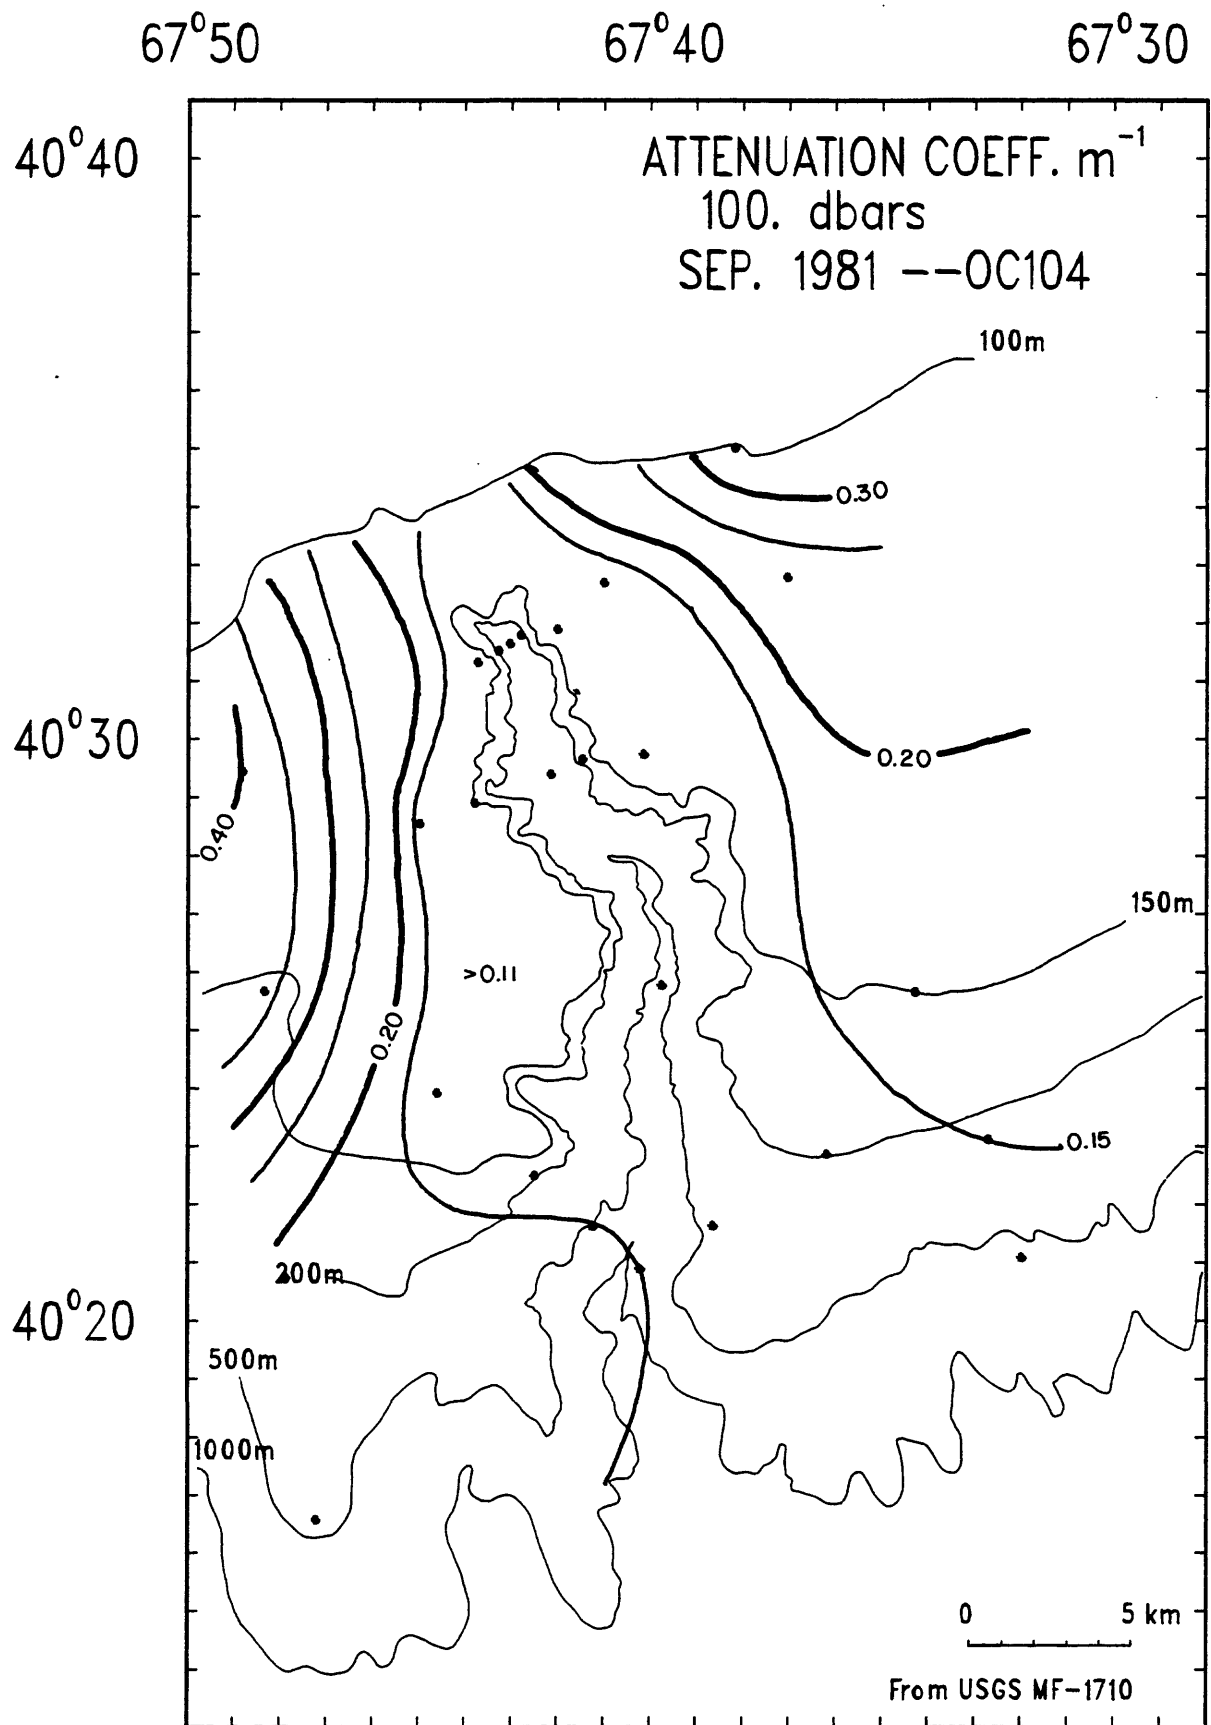 67°50 67°40 67°30
40°40
ATTENUATION COEFF. m⁻¹
100. dbars
SEP. 1981 --OC104
100m
0.30
40°30
0.20
0.40
150m
>0.11
0.20
0.15
200m
40°20
500m
1000m
0 5 km
From USGS MF-1710